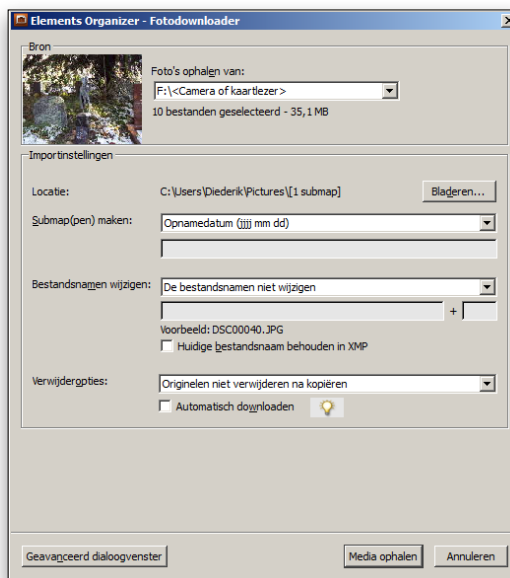 Elements Organizer - Fotodownloader
Bron
Foto's ophalen van:
F:\<Camera of kaartlezer>
10 bestanden geselecteerd - 35,1 MB
Importinstellingen
Locatie:
C:\Users\Diederik\Pictures\[1 submap]
Bladeren...
Submap(pen) maken:
Opnamedatum (jjjj mm dd)
Bestandsnamen wijzigen:
De bestandsnamen niet wijzigen
+
Voorbeeld: DSC00040.JPG
Huidige bestandsnaam behouden in XMP
Verwijderopties:
Originelen niet verwijderen na kopiëren
Automatisch downloaden
Geavanceerd dialoogvenster
Media ophalen
Annuleren